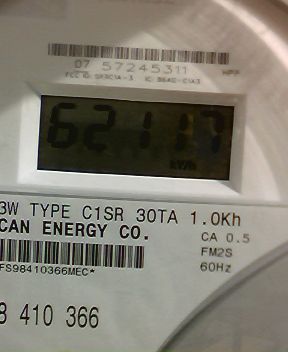 07 57245311
62117
kWh
3W TYPE C1SR 30TA 1.0Kh
CAN ENERGY CO.
CA 0.5
FM2S
60Hz
FS98410366MEC*
8 410 366